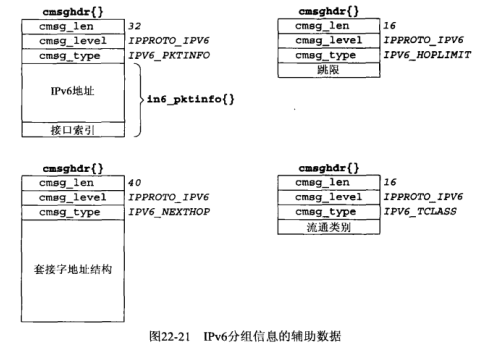 cmsghdr{}
cmsg_len 32
cmsg_level IPPROTO_IPV6
cmsg_type IPV6_PKTINFO
IPv6地址
in6_pktinfo{}
接口索引
cmsghdr{}
cmsg_len 16
cmsg_level IPPROTO_IPV6
cmsg_type IPV6_HOPLIMIT
跳限
cmsghdr{}
cmsg_len 40
cmsg_level IPPROTO_IPV6
cmsg_type IPV6_NEXTHOP
套接字地址结构
cmsghdr{}
cmsg_len 16
cmsg_level IPPROTO_IPV6
cmsg_type IPV6_TCLASS
流通类别
图22-21 IPv6分组信息的辅助数据